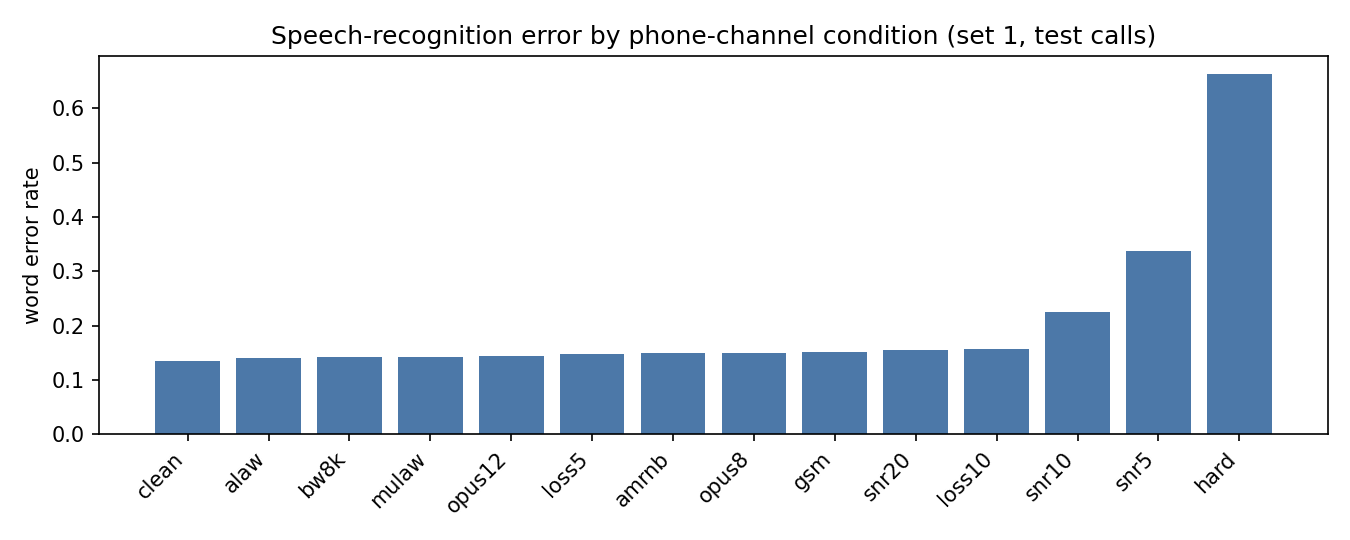 Speech-recognition error by phone-channel condition (set 1, test calls)
word error rate
0.6
0.5
0.4
0.3
0.2
0.1
0.0
clean
alaw
bw8k
mulaw
opus12
loss5
amrnb
opus8
gsm
snr20
loss10
snr10
snr5
hard